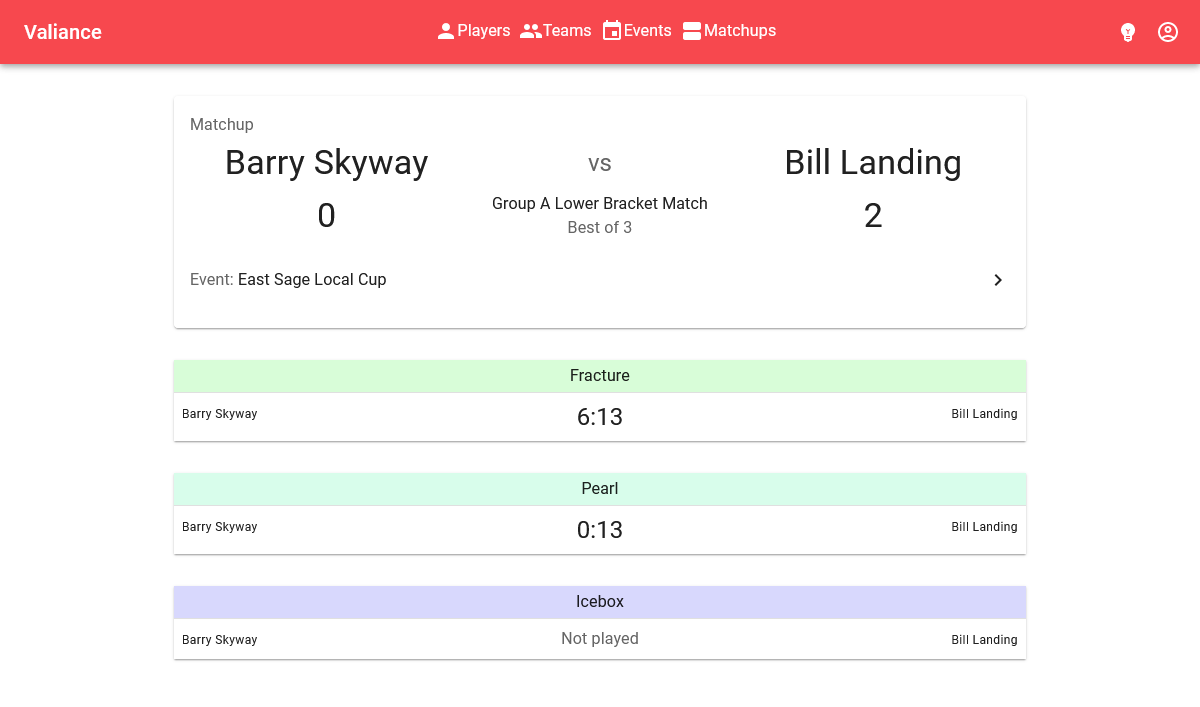 Valiance
Players Teams Events Matchups
Matchup
Barry Skyway vs Bill Landing
0 Group A Lower Bracket Match 2
Best of 3
Event: East Sage Local Cup
Fracture
Barry Skyway 6:13 Bill Landing
Pearl
Barry Skyway 0:13 Bill Landing
Icebox
Barry Skyway Not played Bill Landing